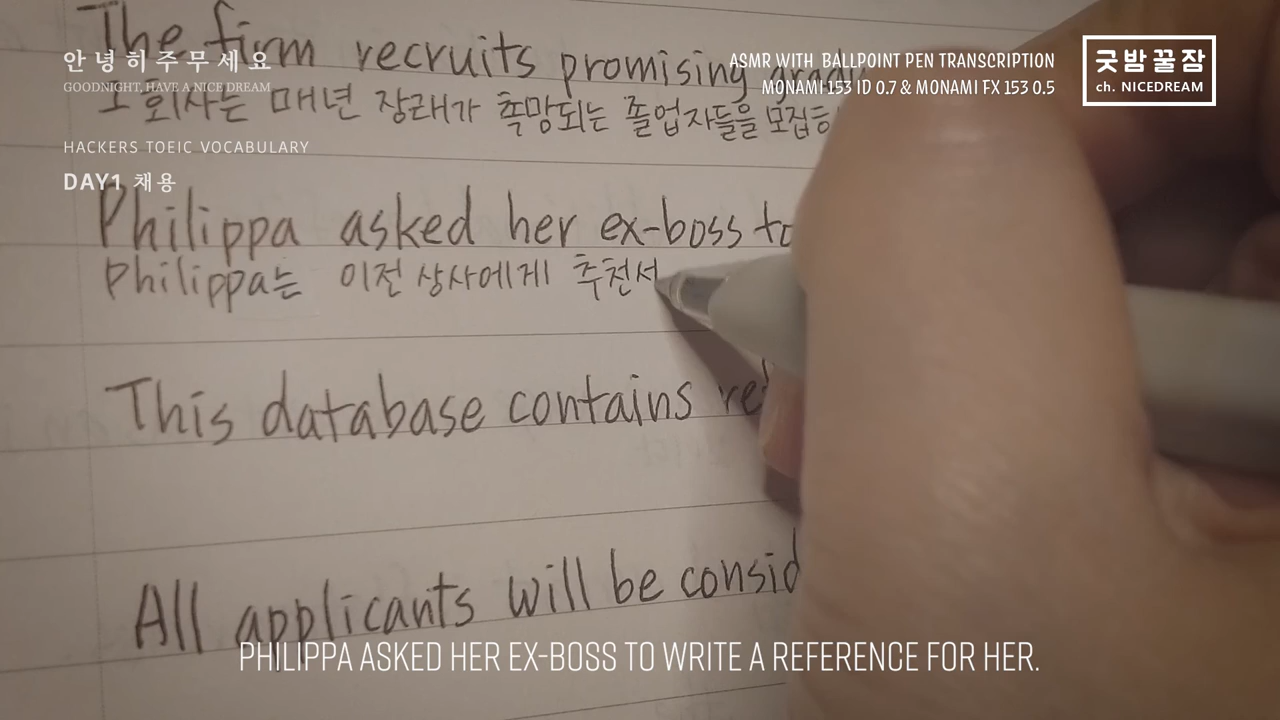 안녕히주무세요
GOODNIGHT, HAVE A NICE DREAM
HACKERS TOEIC VOCABULARY
DAY1 채용
ASMR WITH BALLPOINT PEN TRANSCRIPTION
MONAMI 153 ID 0.7 & MONAMI FX 153 0.5
굿밤꿀잠
ch. NICEDREAM
The firm recruits promising grad
그 회사는 매년 장래가 촉망되는 졸업자들을 모집
Philippa asked her ex-boss to
Philippa는 이전 상사에게 추천서
This database contains re
All applicants will be consid
PHILIPPA ASKED HER EX-BOSS TO WRITE A REFERENCE FOR HER.